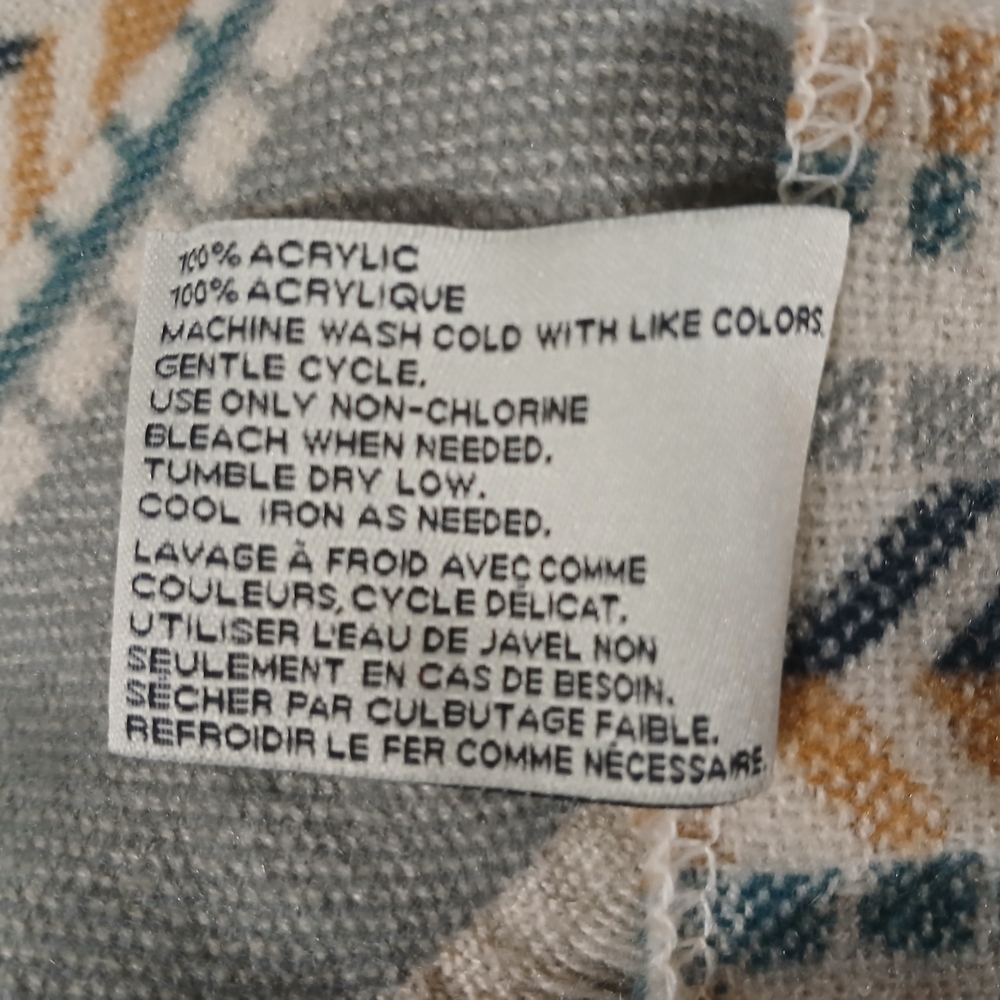 100% ACRYLIC
100% ACRYLIQUE
MACHINE WASH COLD WITH LIKE COLORS,
GENTLE CYCLE.
USE ONLY NON-CHLORINE
BLEACH WHEN NEEDED.
TUMBLE DRY LOW.
COOL IRON AS NEEDED.
LAVAGE À FROID AVEC COMME
COULEURS, CYCLE DÉLICAT.
UTILISER L'EAU DE JAVEL NON
SEULEMENT EN CAS DE BESOIN.
SÉCHER PAR CULBUTAGE FAIBLE.
REFROIDIR LE FER COMME NÉCESSAIRE.